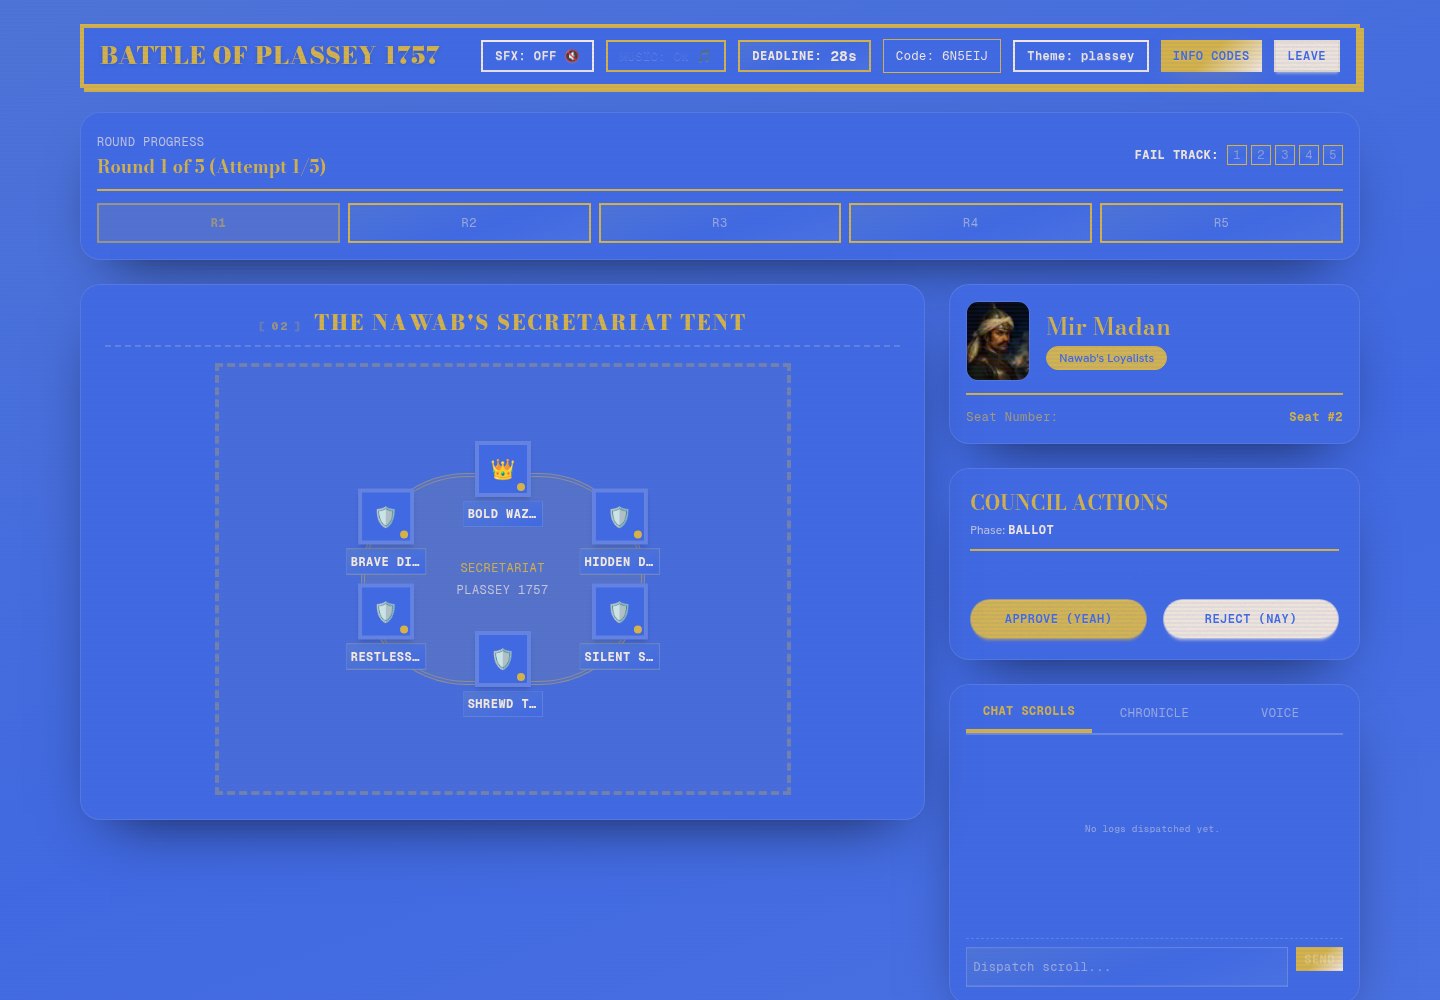 BATTLE OF PLASSEY 1757
SFX: OFF 🔇
MUSIC: ON 🎵
DEADLINE: 28s
Code: 6N5EIJ
Theme: plassey
INFO CODES
LEAVE
ROUND PROGRESS
Round 1 of 5 (Attempt 1/5)
FAIL TRACK: 1 2 3 4 5
R1 R2 R3 R4 R5
[ 02 ] THE NAWAB'S SECRETARIAT TENT
BOLD WAZ…
BRAVE DI…
HIDDEN D…
SECRETARIAT
PLASSEY 1757
RESTLESS…
SILENT S…
SHREWD T…
Mir Madan
Nawab's Loyalists
Seat Number: Seat #2
COUNCIL ACTIONS
Phase: BALLOT
APPROVE (YEAH)
REJECT (NAY)
CHAT SCROLLS
CHRONICLE
VOICE
No logs dispatched yet.
Dispatch scroll...
SEND